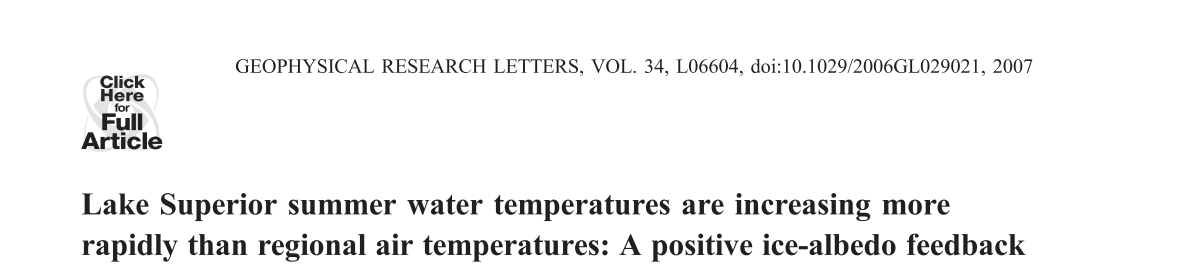 GEOPHYSICAL RESEARCH LETTERS, VOL. 34, L06604, doi:10.1029/2006GL029021, 2007
Click
Here
for
Full
Article
Lake Superior summer water temperatures are increasing more
rapidly than regional air temperatures: A positive ice-albedo feedback